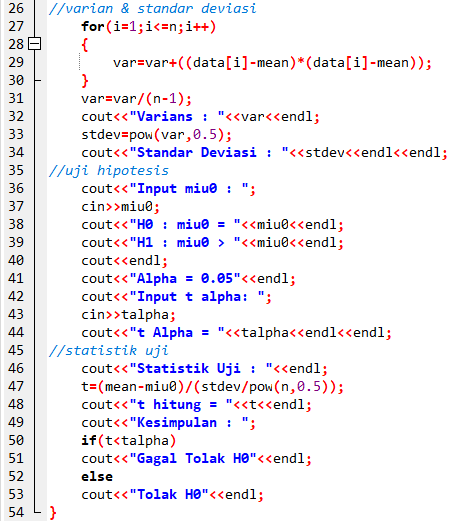 26 //varian & standar deviasi
27 for(i=1;i<=n;i++)
28 {
29 var=var+((data[i]-mean)*(data[i]-mean));
30 }
31 var=var/(n-1);
32 cout<<"Varians : "<<var<<endl;
33 stdev=pow(var,0.5);
34 cout<<"Standar Deviasi : "<<stdev<<endl<<endl;
35 //uji hipotesis
36 cout<<"Input miu0 : ";
37 cin>>miu0;
38 cout<<"H0 : miu0 = "<<miu0<<endl;
39 cout<<"H1 : miu0 > "<<miu0<<endl;
40 cout<<endl;
41 cout<<"Alpha = 0.05"<<endl;
42 cout<<"Input t alpha: ";
43 cin>>talpha;
44 cout<<"t Alpha = "<<talpha<<endl<<endl;
45 //statistik uji
46 cout<<"Statistik Uji : "<<endl;
47 t=(mean-miu0)/(stdev/pow(n,0.5));
48 cout<<"t hitung = "<<t<<endl;
49 cout<<"Kesimpulan : ";
50 if(t<talpha)
51 cout<<"Gagal Tolak H0"<<endl;
52 else
53 cout<<"Tolak H0"<<endl;
54 }